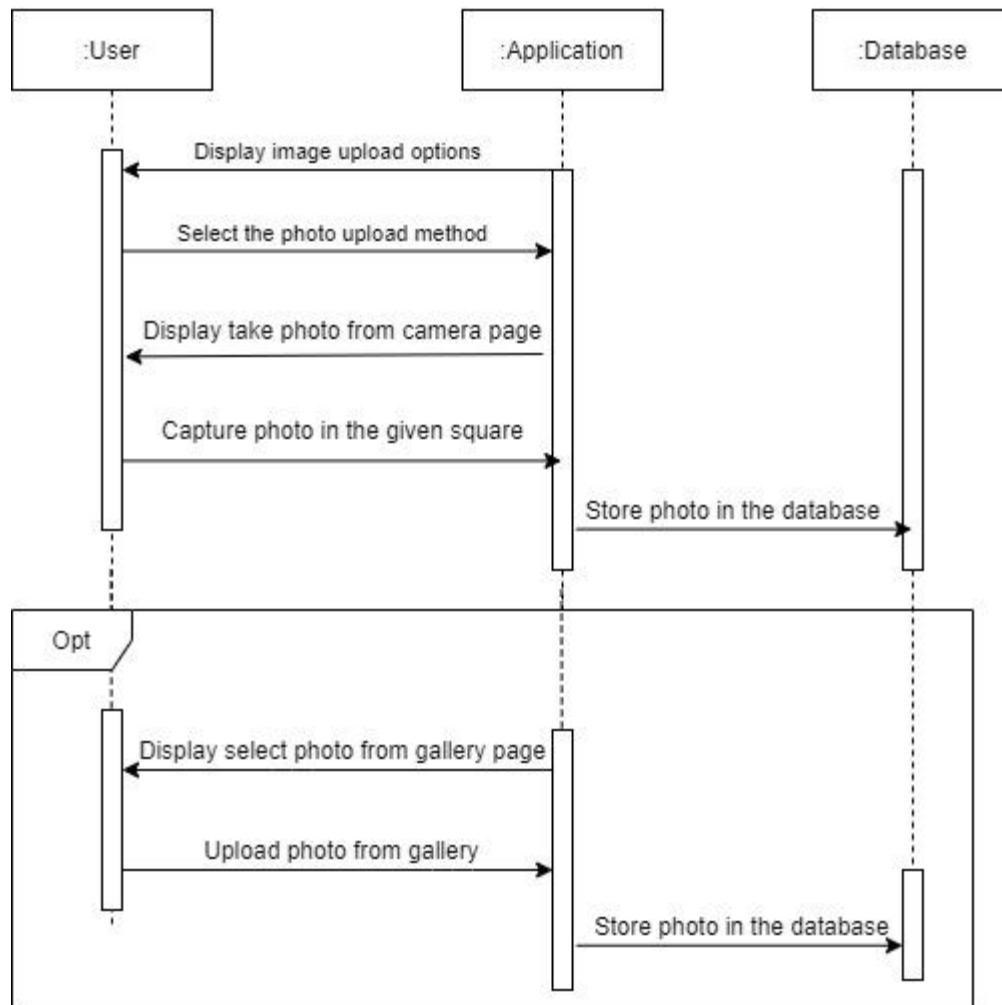 :User
:Application
:Database
Display image upload options
Select the photo upload method
Display take photo from camera page
Capture photo in the given square
Store photo in the database
Opt
Display select photo from gallery page
Upload photo from gallery
Store photo in the database